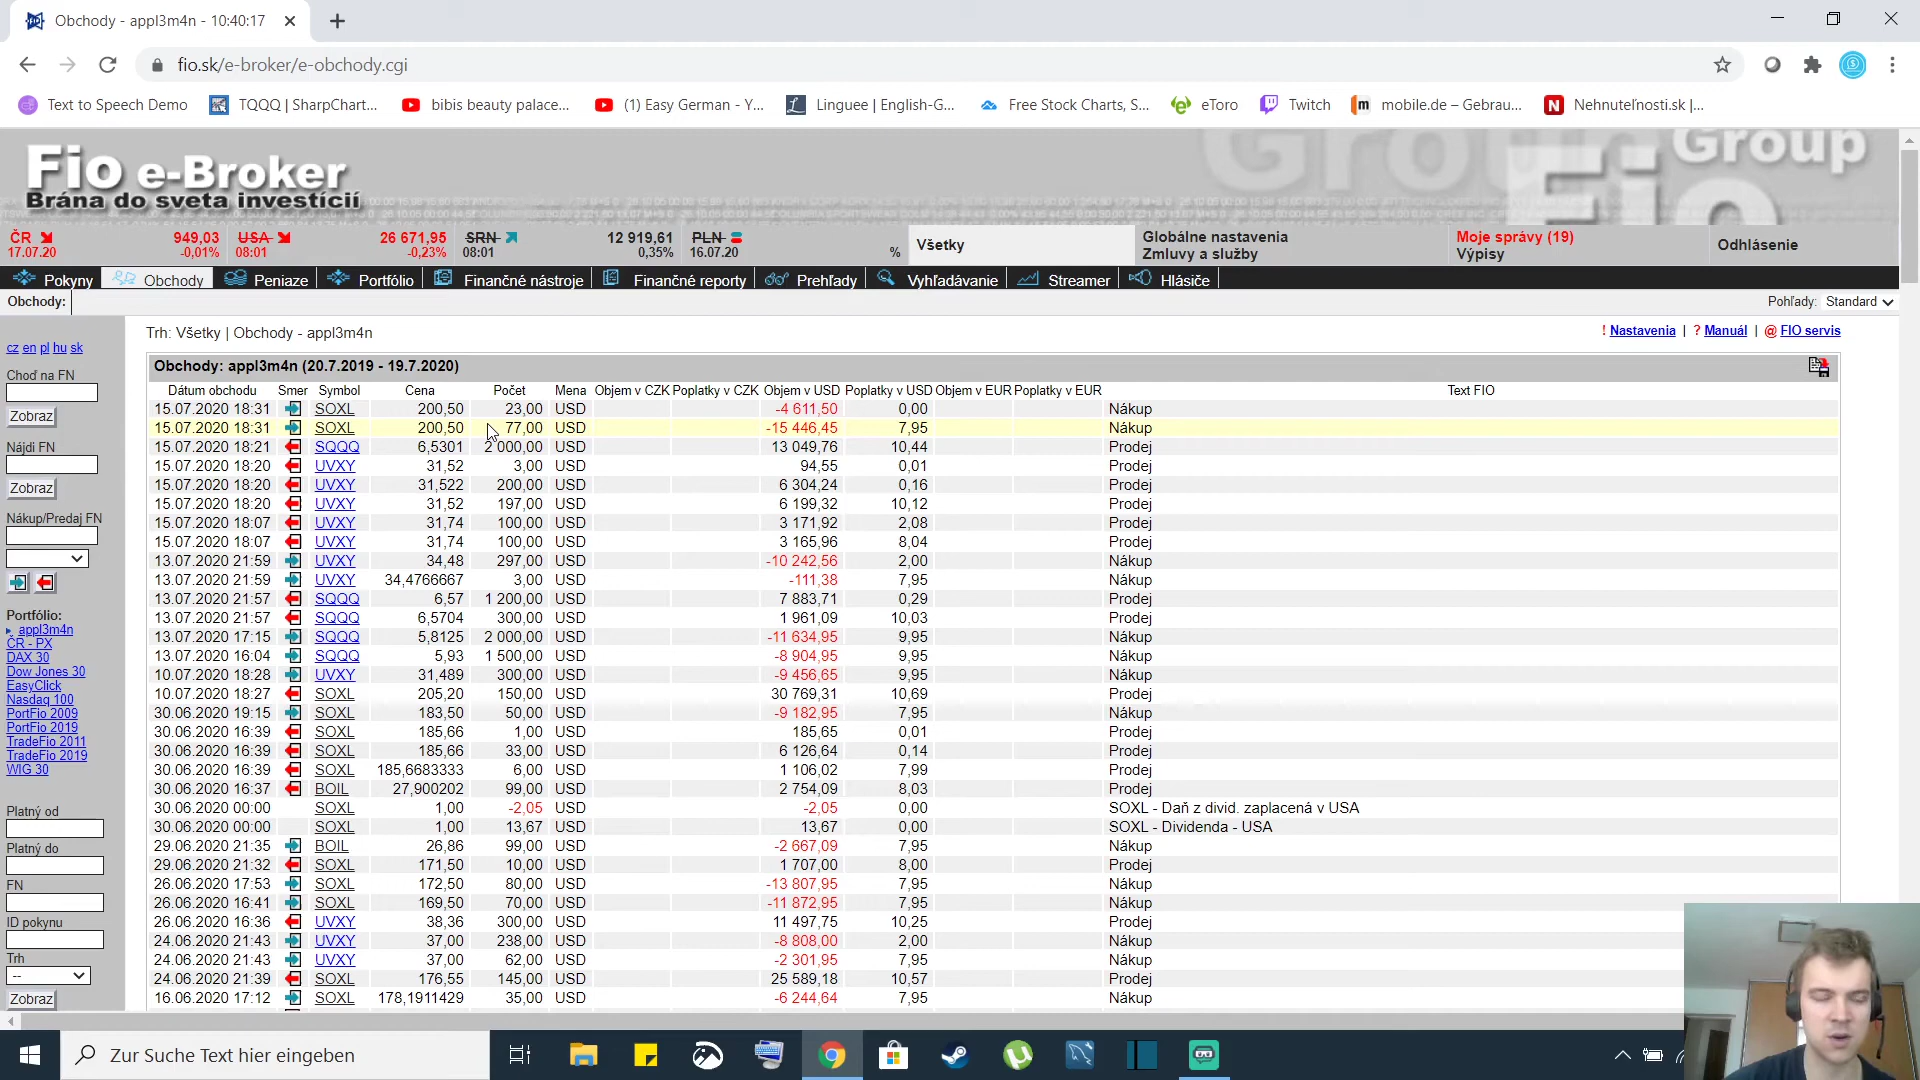 Obchody - appl3m4n - 10:40:17
fio.sk/e-broker/e-obchody.cgi
Text to Speech Demo TQQQ | SharpChart... bibis beauty palace... (1) Easy German - Y... Linguee | English-G... Free Stock Charts, S... eToro Twitch mobile.de – Gebrau... Nehnuteľnosti.sk |...
Fio e-Broker
Brána do sveta investícií
Group
Fio
ČR 949,03 USA 26 671,95 SRN 12 919,61 PLN
17.07.20 -0,01% 08:01 -0,23% 08:01 0,35% 16.07.20 %
Všetky
Globálne nastavenia
Zmluvy a služby
Moje správy (19)
Výpisy
Odhlásenie
Pokyny Obchody Peniaze Portfólio Finančné nástroje Finančné reporty Prehľady Vyhľadávanie Streamer Hlásiče
Obchody: Pohľady: Standard
Trh: Všetky | Obchody - appl3m4n ! Nastavenia | ? Manuál | @ FIO servis
cz en pl hu sk
Choď na FN
Zobraz
Nájdi FN
Zobraz
Nákup/Predaj FN
Portfólio:
appl3m4n
ČR - PX
DAX 30
Dow Jones 30
EasyClick
Nasdaq 100
PortFio 2009
PortFio 2019
TradeFio 2011
TradeFio 2019
WIG 30
Platný od
Platný do
FN
ID pokynu
Trh
--
Zobraz
Obchody: appl3m4n (20.7.2019 - 19.7.2020)
Dátum obchodu Smer Symbol Cena Počet Mena Objem v CZK Poplatky v CZK Objem v USD Poplatky v USD Objem v EUR Poplatky v EUR Text FIO
15.07.2020 18:31 SOXL 200,50 23,00 USD -4 611,50 0,00 Nákup
15.07.2020 18:31 SOXL 200,50 77,00 USD -15 446,45 7,95 Nákup
15.07.2020 18:21 SQQQ 6,5301 2 000,00 USD 13 049,76 10,44 Prodej
15.07.2020 18:20 UVXY 31,52 3,00 USD 94,55 0,01 Prodej
15.07.2020 18:20 UVXY 31,522 200,00 USD 6 304,24 0,16 Prodej
15.07.2020 18:20 UVXY 31,52 197,00 USD 6 199,32 10,12 Prodej
15.07.2020 18:07 UVXY 31,74 100,00 USD 3 171,92 2,08 Prodej
15.07.2020 18:07 UVXY 31,74 100,00 USD 3 165,96 8,04 Prodej
13.07.2020 21:59 UVXY 34,48 297,00 USD -10 242,56 2,00 Nákup
13.07.2020 21:59 UVXY 34,4766667 3,00 USD -111,38 7,95 Nákup
13.07.2020 21:57 SQQQ 6,57 1 200,00 USD 7 883,71 0,29 Prodej
13.07.2020 21:57 SQQQ 6,5704 300,00 USD 1 961,09 10,03 Prodej
13.07.2020 17:15 SQQQ 5,8125 2 000,00 USD -11 634,95 9,95 Nákup
13.07.2020 16:04 SQQQ 5,93 1 500,00 USD -8 904,95 9,95 Nákup
10.07.2020 18:28 UVXY 31,489 300,00 USD -9 456,65 9,95 Nákup
10.07.2020 18:27 SOXL 205,20 150,00 USD 30 769,31 10,69 Prodej
30.06.2020 19:15 SOXL 183,50 50,00 USD -9 182,95 7,95 Nákup
30.06.2020 16:39 SOXL 185,66 1,00 USD 185,65 0,01 Prodej
30.06.2020 16:39 SOXL 185,66 33,00 USD 6 126,64 0,14 Prodej
30.06.2020 16:39 SOXL 185,6683333 6,00 USD 1 106,02 7,99 Prodej
30.06.2020 16:37 BOIL 27,900202 99,00 USD 2 754,09 8,03 Prodej
30.06.2020 00:00 SOXL 1,00 -2,05 USD -2,05 0,00 SOXL - Daň z divid. zaplacená v USA
30.06.2020 00:00 SOXL 1,00 13,67 USD 13,67 0,00 SOXL - Dividenda - USA
29.06.2020 21:35 BOIL 26,86 99,00 USD -2 667,09 7,95 Nákup
29.06.2020 21:32 SOXL 171,50 10,00 USD 1 707,00 8,00 Prodej
26.06.2020 17:53 SOXL 172,50 80,00 USD -13 807,95 7,95 Nákup
26.06.2020 16:41 SOXL 169,50 70,00 USD -11 872,95 7,95 Nákup
26.06.2020 16:36 UVXY 38,36 300,00 USD 11 497,75 10,25 Prodej
24.06.2020 21:43 UVXY 37,00 238,00 USD -8 808,00 2,00 Nákup
24.06.2020 21:43 UVXY 37,00 62,00 USD -2 301,95 7,95 Nákup
24.06.2020 21:39 SOXL 176,55 145,00 USD 25 589,18 10,57 Prodej
16.06.2020 17:12 SOXL 178,1911429 35,00 USD -6 244,64 7,95 Nákup
Zur Suche Text hier eingeben